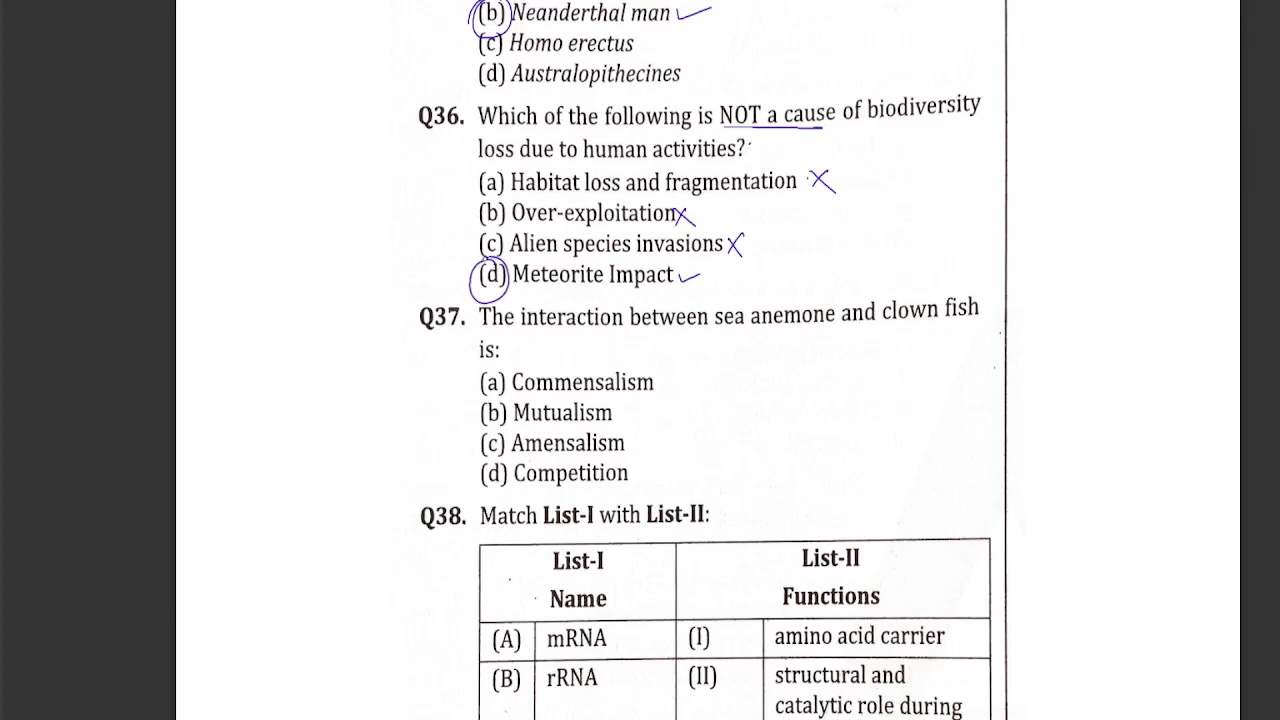 (b) Neanderthal man
(c) Homo erectus
(d) Australopithecines
Q36. Which of the following is NOT a cause of biodiversity
loss due to human activities?
(a) Habitat loss and fragmentation
(b) Over-exploitation
(c) Alien species invasions
(d) Meteorite Impact
Q37. The interaction between sea anemone and clown fish
is:
(a) Commensalism
(b) Mutualism
(c) Amensalism
(d) Competition
Q38. Match List-I with List-II:
List-I List-II
Name Functions
(A) mRNA (I) amino acid carrier
(B) rRNA (II) structural and
catalytic role during